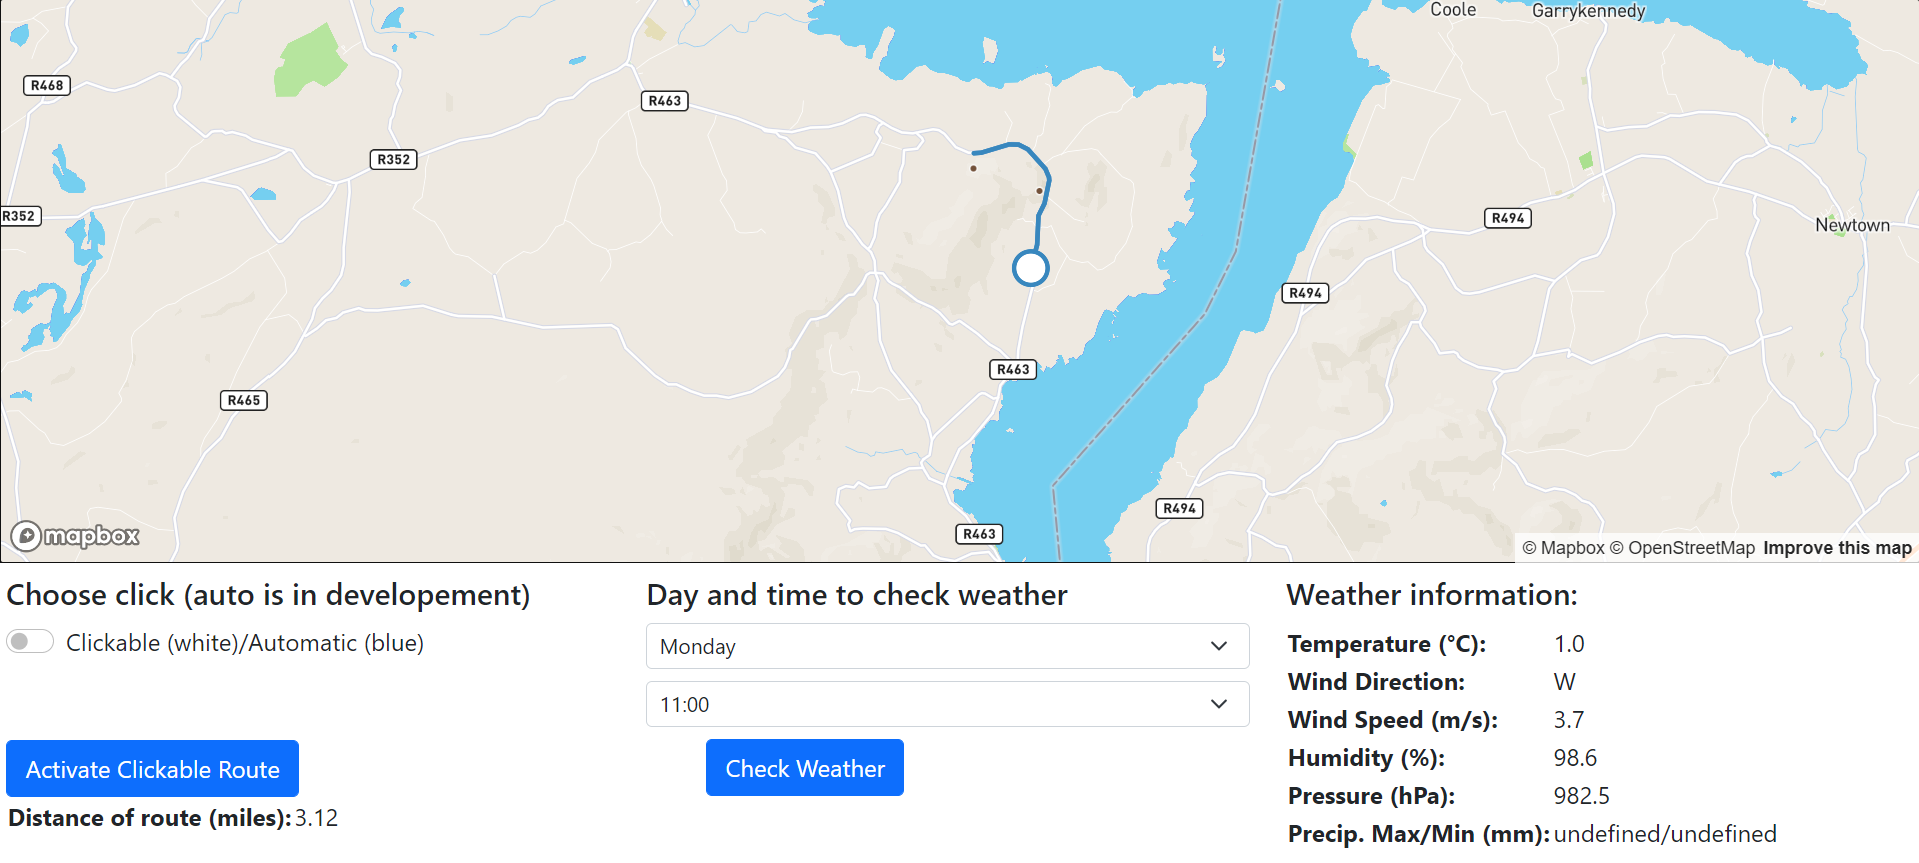 Coole
Garrykennedy
R468
R463
R352
R352
R494
Newtown
R494
R463
R465
R494
R463
mapbox
© Mapbox © OpenStreetMap Improve this map
Choose click (auto is in developement)
Clickable (white)/Automatic (blue)
Activate Clickable Route
Distance of route (miles): 3.12
Day and time to check weather
Monday
11:00
Check Weather
Weather information:
Temperature (°C): 1.0
Wind Direction: W
Wind Speed (m/s): 3.7
Humidity (%): 98.6
Pressure (hPa): 982.5
Precip. Max/Min (mm): undefined/undefined